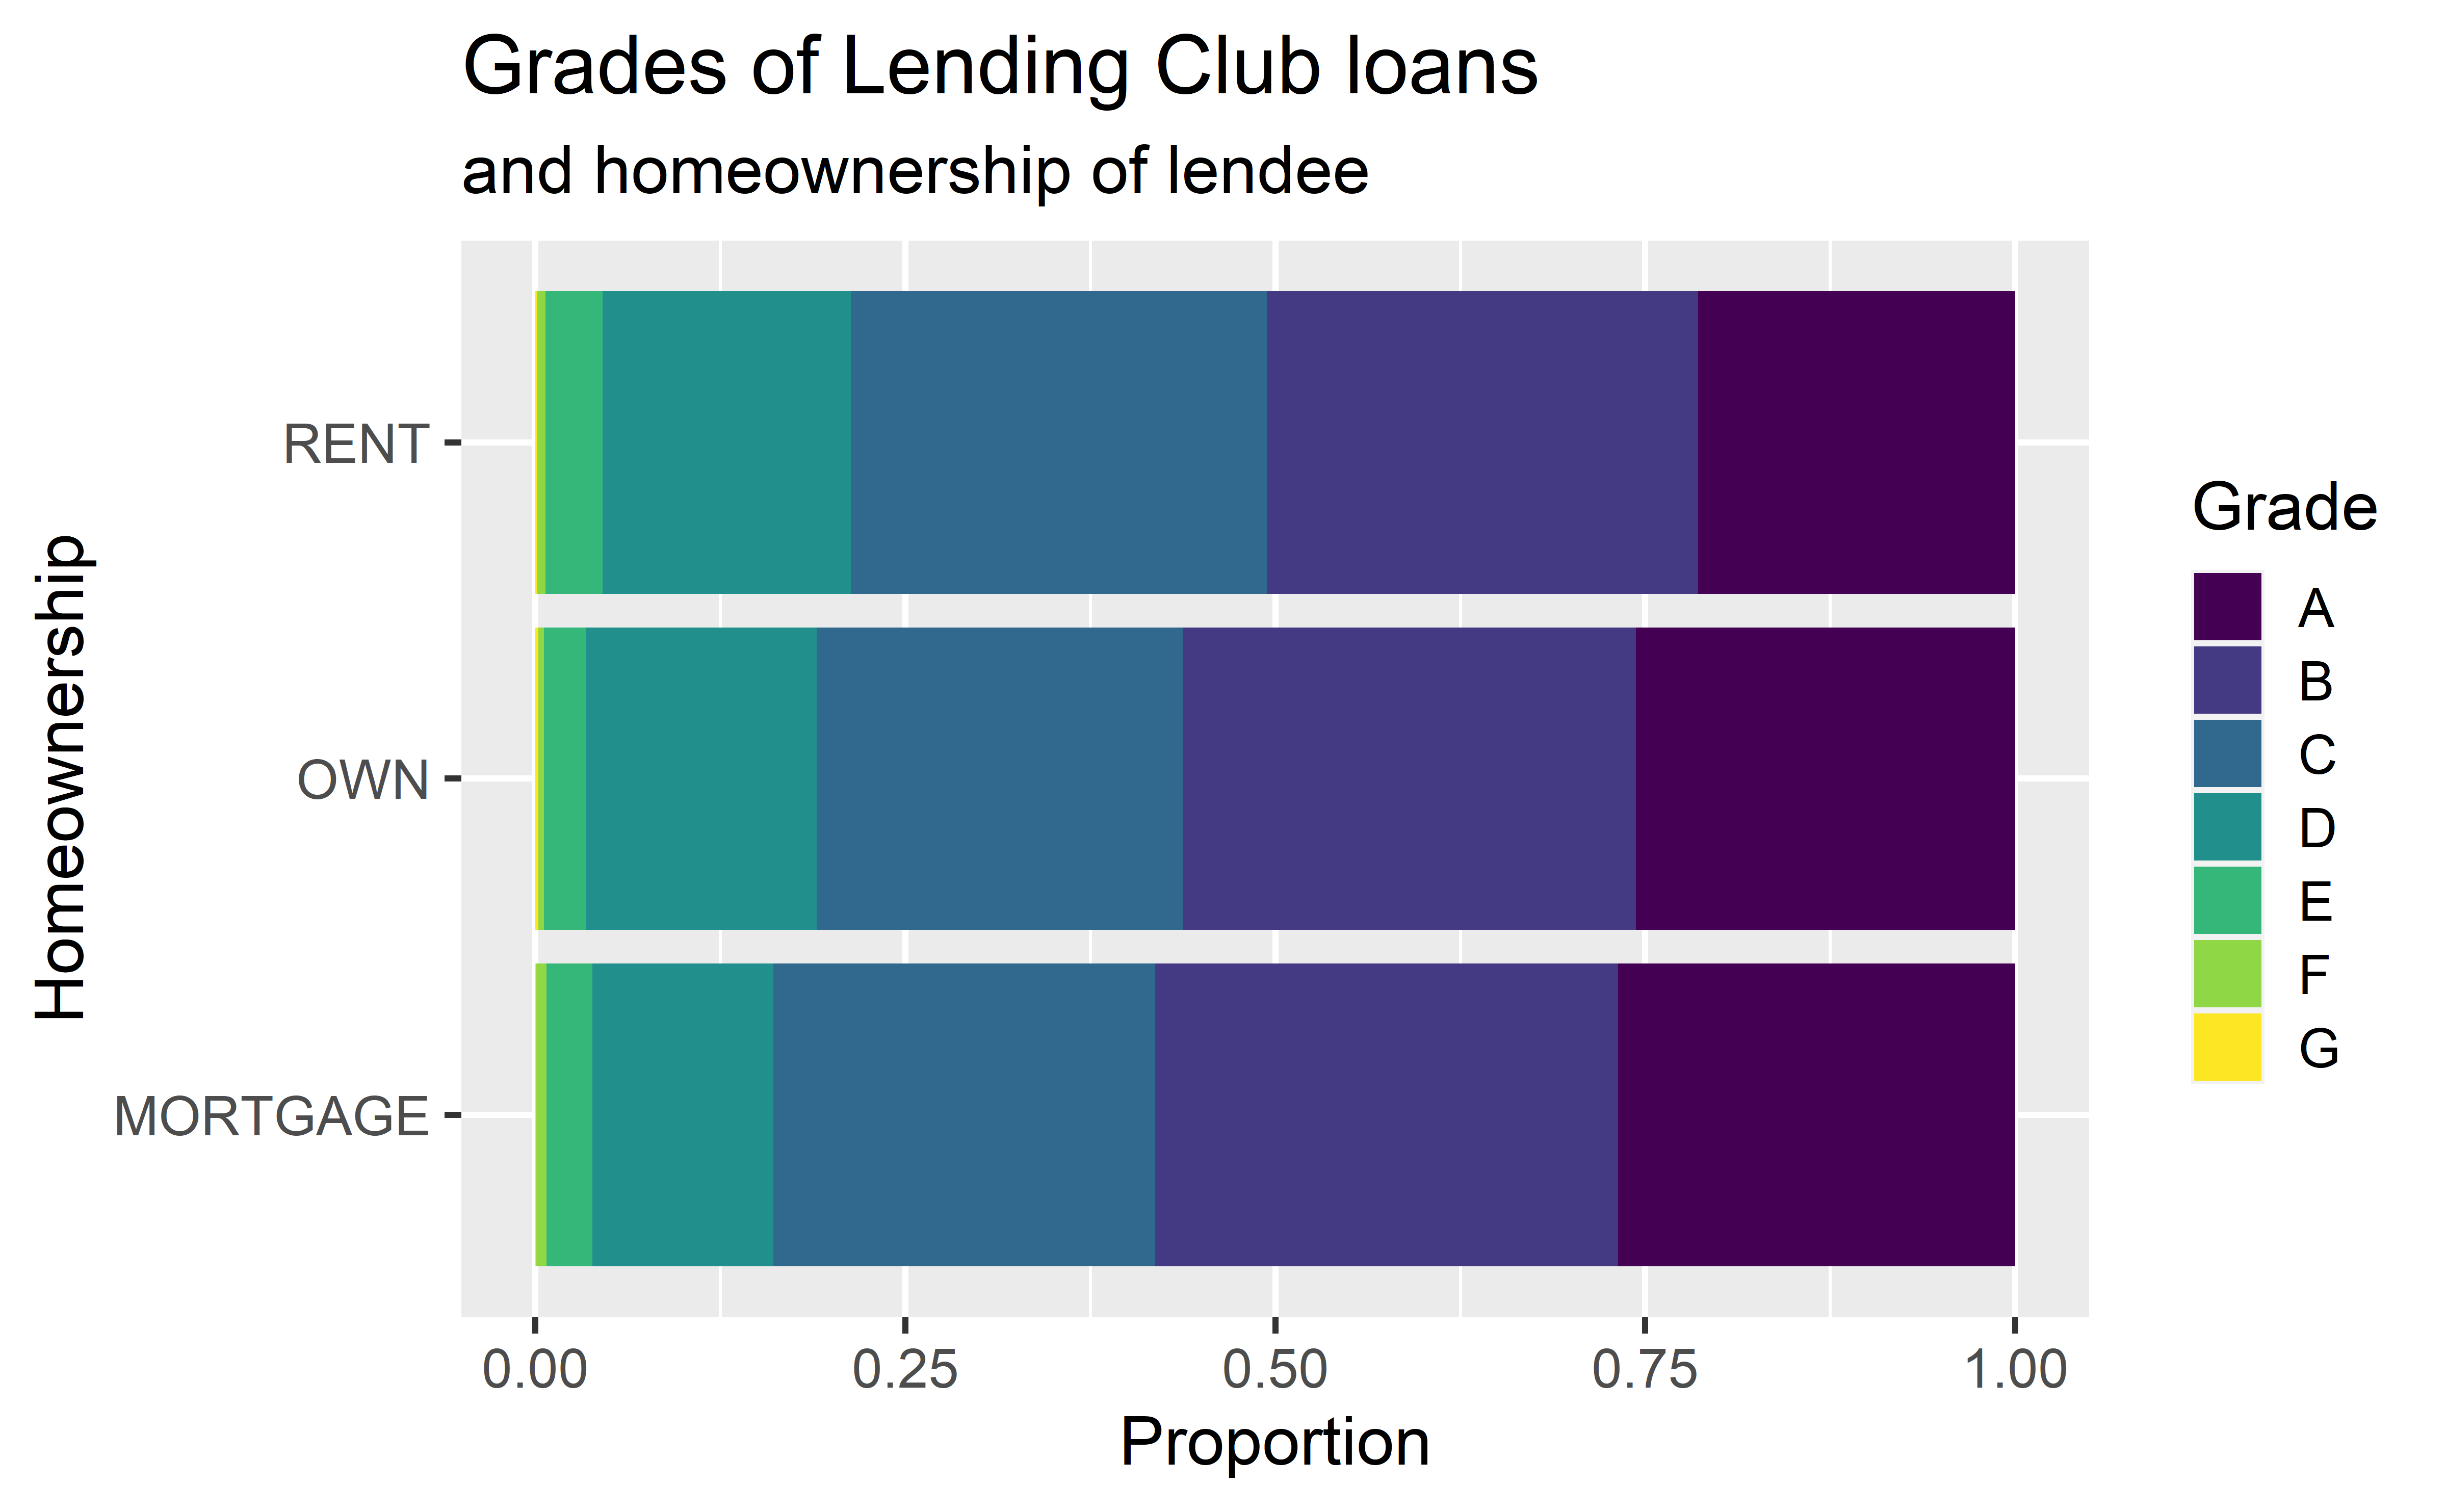 Grades of Lending Club loans
and homeownership of lendee
Homeownership
RENT
OWN
MORTGAGE
0.00 0.25 0.50 0.75 1.00
Proportion
Grade
A
B
C
D
E
F
G